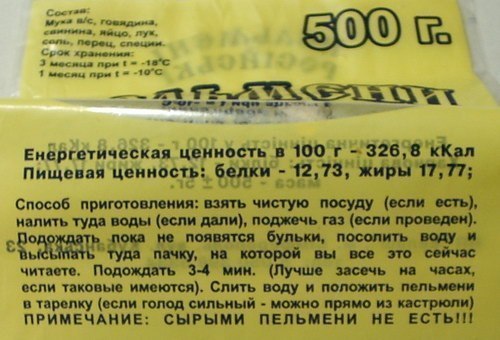 Состав:
Мука в/с, говядина,
свинина, яйцо, лук,
соль, перец, специи.
Срок хранения:
3 месяца при t = -18°С
1 месяц при t = -10°С
500 г.
Энергетическая ценность в 100 г - 326,8 кКал
Пищевая ценность: белки - 12,73, жиры 17,77;
Способ приготовления: взять чистую посуду (если есть),
налить туда воды (если дали), поджечь газ (если проведен).
Подождать пока не появятся бульки, посолить воду и
высыпать туда пачку, на которой вы все это сейчас
читаете. Подождать 3-4 мин. (Лучше засечь на часах,
если таковые имеются). Слить воду и положить пельмени
в тарелку (если голод сильный - можно прямо из кастрюли)
ПРИМЕЧАНИЕ: СЫРЫМИ ПЕЛЬМЕНИ НЕ ЕСТЬ!!!